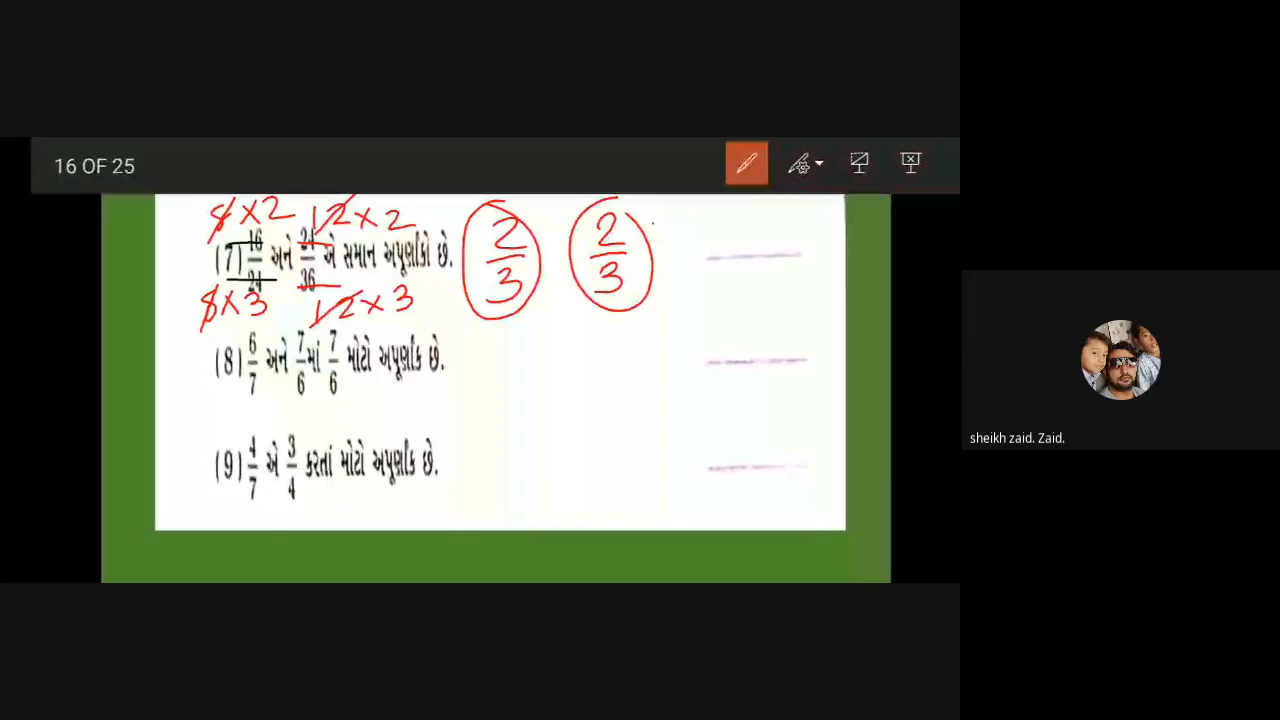 16 OF 25
8 × 2 12 × 2
(7) 16/24 અને 24/36 એ સમાન અપૂર્ણાંકો છે. 2/3 2/3
8 × 3 12 × 3
(8) 6/7 અને 7/6 માં 7/6 મોટો અપૂર્ણાંક છે.
(9) 4/7 એ 3/4 કરતાં મોટો અપૂર્ણાંક છે.
sheikh zaid. Zaid.